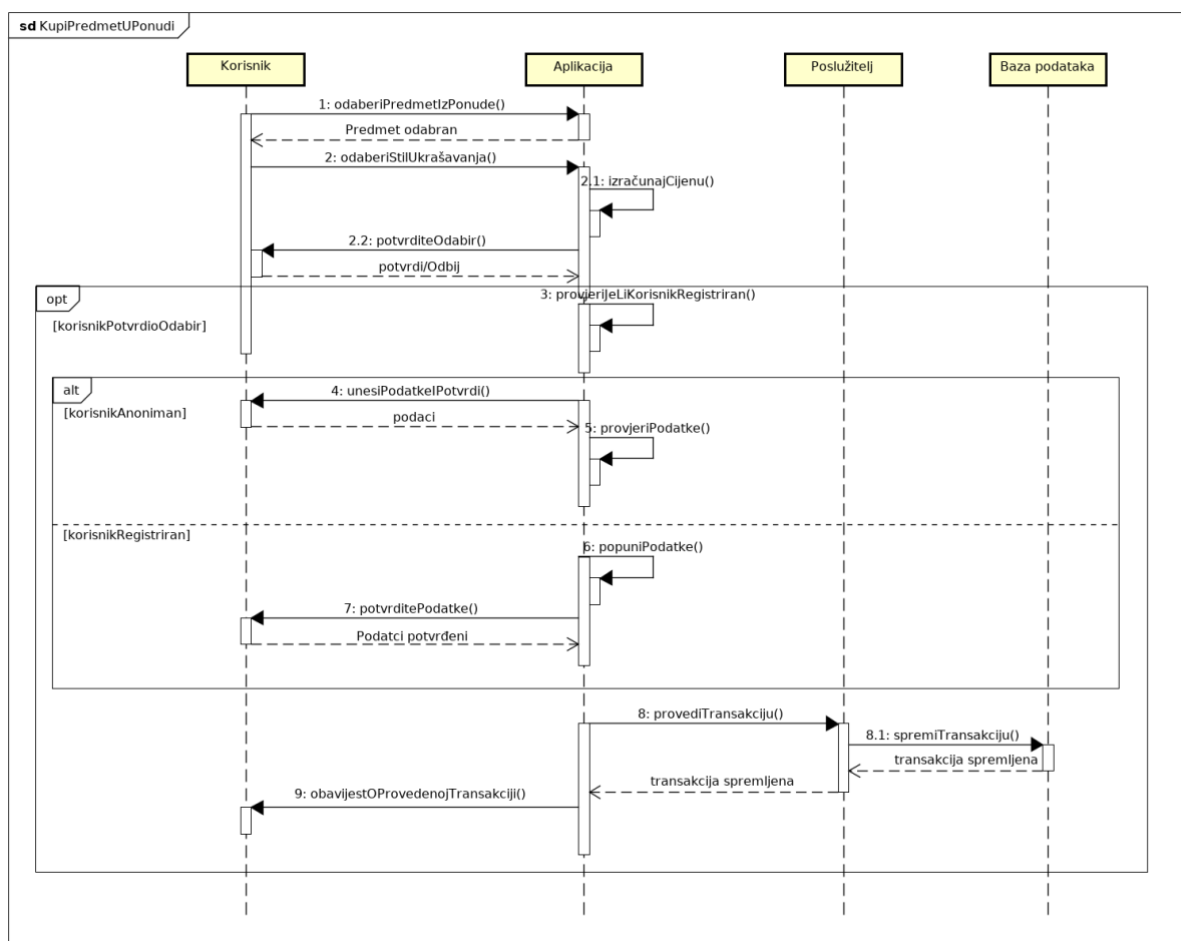 sd KupiPredmetUPonudi
Korisnik
Aplikacija
Poslužitelj
Baza podataka
1: odaberiPredmetIzPonude()
Predmet odabran
2: odaberiStilUkrašavanja()
2.1: izračunajCijenu()
2.2: potvrditeOdabir()
potvrdi/Odbij
opt
3: provjeriJeLiKorisnikRegistriran()
[korisnikPotvrdioOdabir]
alt
4: unesiPodatkeIPotvrdi()
[korisnikAnoniman]
podaci
5: provjeriPodatke()
[korisnikRegistriran]
6: popuniPodatke()
7: potvrditePodatke()
Podatci potvrđeni
8: provediTransakciju()
8.1: spremiTransakciju()
transakcija spremljena
transakcija spremljena
9: obavijestOProvedenojTransakciji()